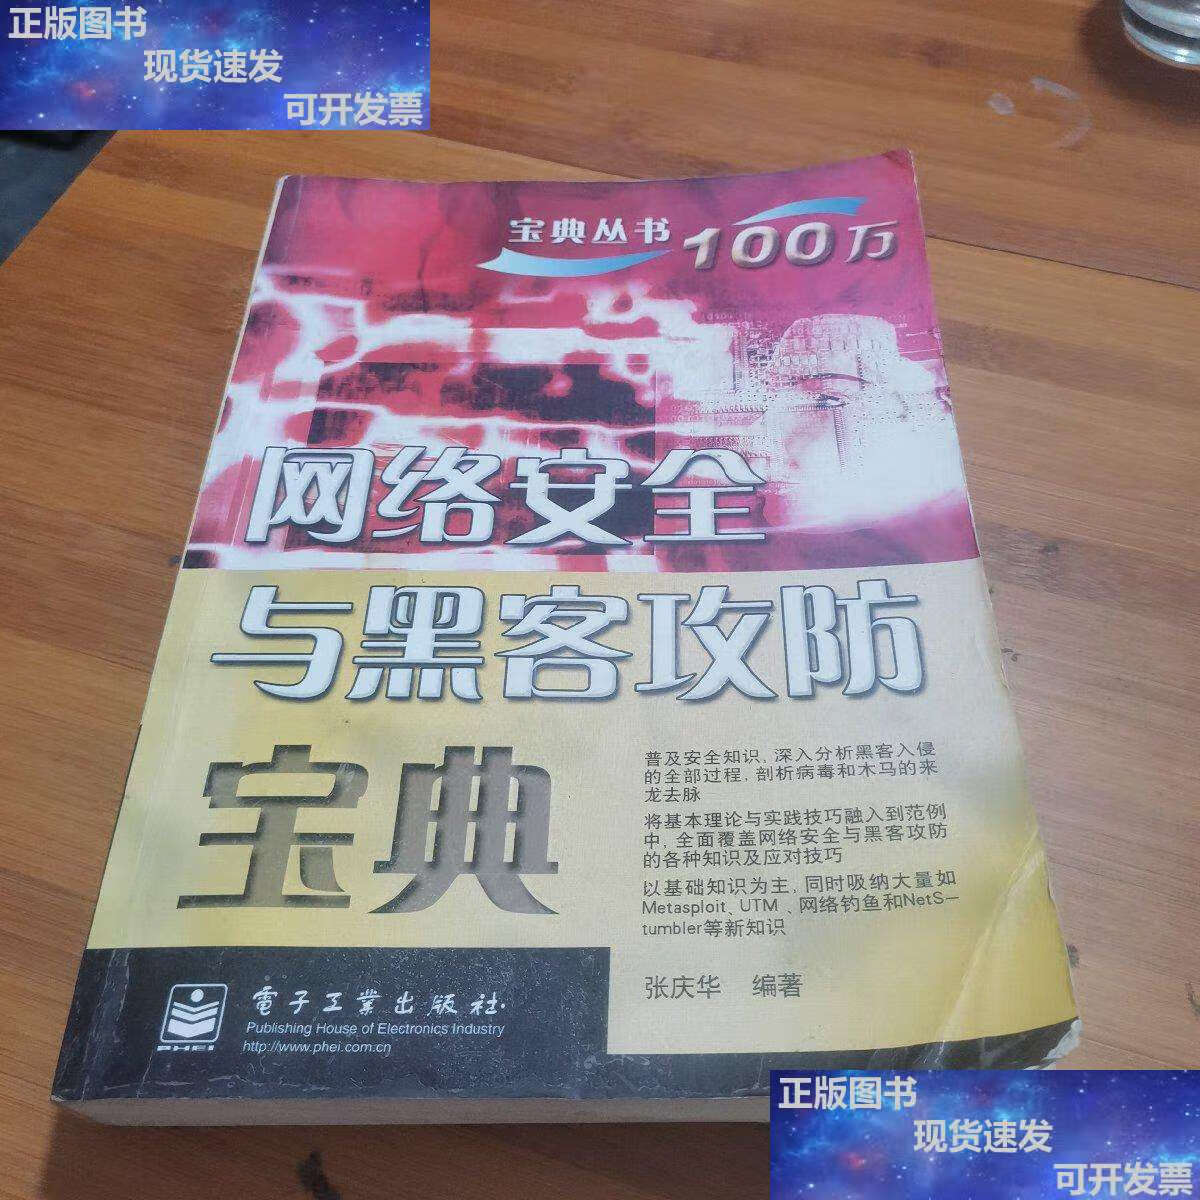 正版图书
现货速发
可开发票
宝典丛书 100万
网络安全
与黑客攻防
宝典
普及安全知识,深入分析黑客入侵
的全部过程,剖析病毒和木马的来
龙去脉
将基本理论与实践技巧融入到范例
中,全面覆盖网络安全与黑客攻防
的各种知识及应对技巧
以基础知识为主,同时吸纳大量如
Metasploit、UTM、网络钓鱼和NetS-
tumbler等新知识
张庆华 编著
電子工業出版社·
Publishing House of Electronics Industry
http://www.phei.com.cn
PHEI
正版图书
现货速发
可开发票